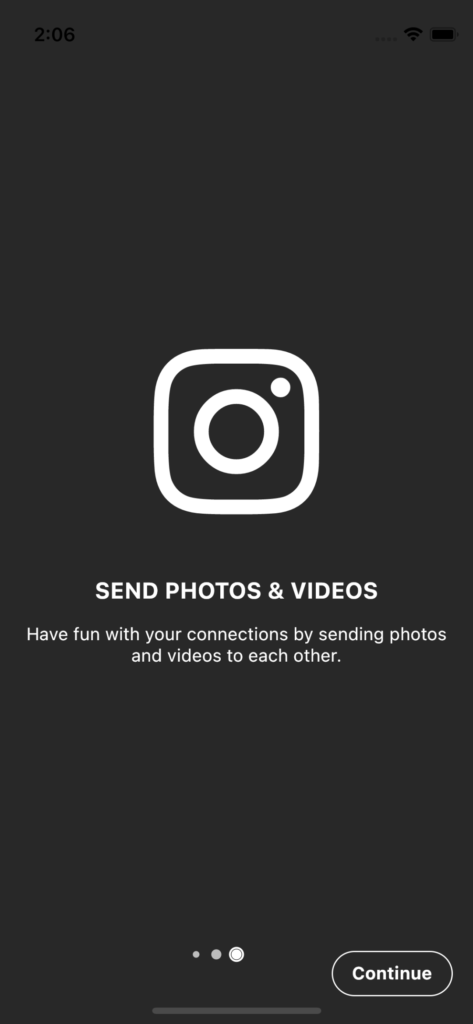 2:06
SEND PHOTOS & VIDEOS
Have fun with your connections by sending photos
and videos to each other.
Continue